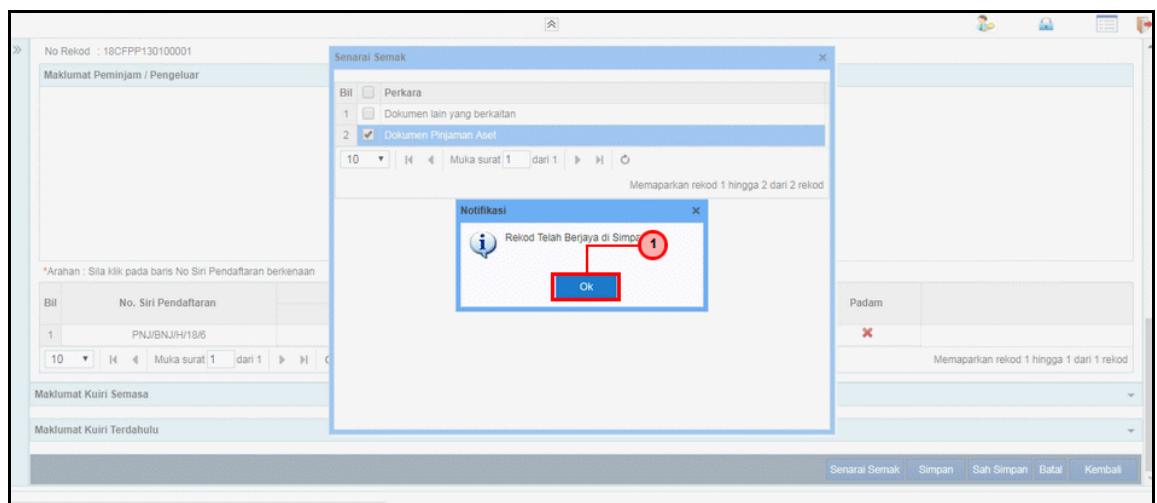 No Rekod : 18CFPP130100001
Maklumat Peminjam / Pengeluar
Senarai Semak
Bil Perkara
1 Dokumen lain yang berkaitan
2 Dokumen Pinjaman Aset
10 Muka surat 1 dari 1
Memaparkan rekod 1 hingga 2 dari 2 rekod
Notifikasi
Rekod Telah Berjaya di
1
Ok
*Arahan : Sila klik pada baris No Siri Pendaftaran berkenaan
Bil No. Siri Pendaftaran Padam
1 PNJ/BNJ/H/18/6
10 Muka surat 1 dari 1
Memaparkan rekod 1 hingga 1 dari 1 rekod
Maklumat Kuiri Semasa
Maklumat Kuiri Terdahulu
Senarai Semak Simpan Sah Simpan Batal Kembali